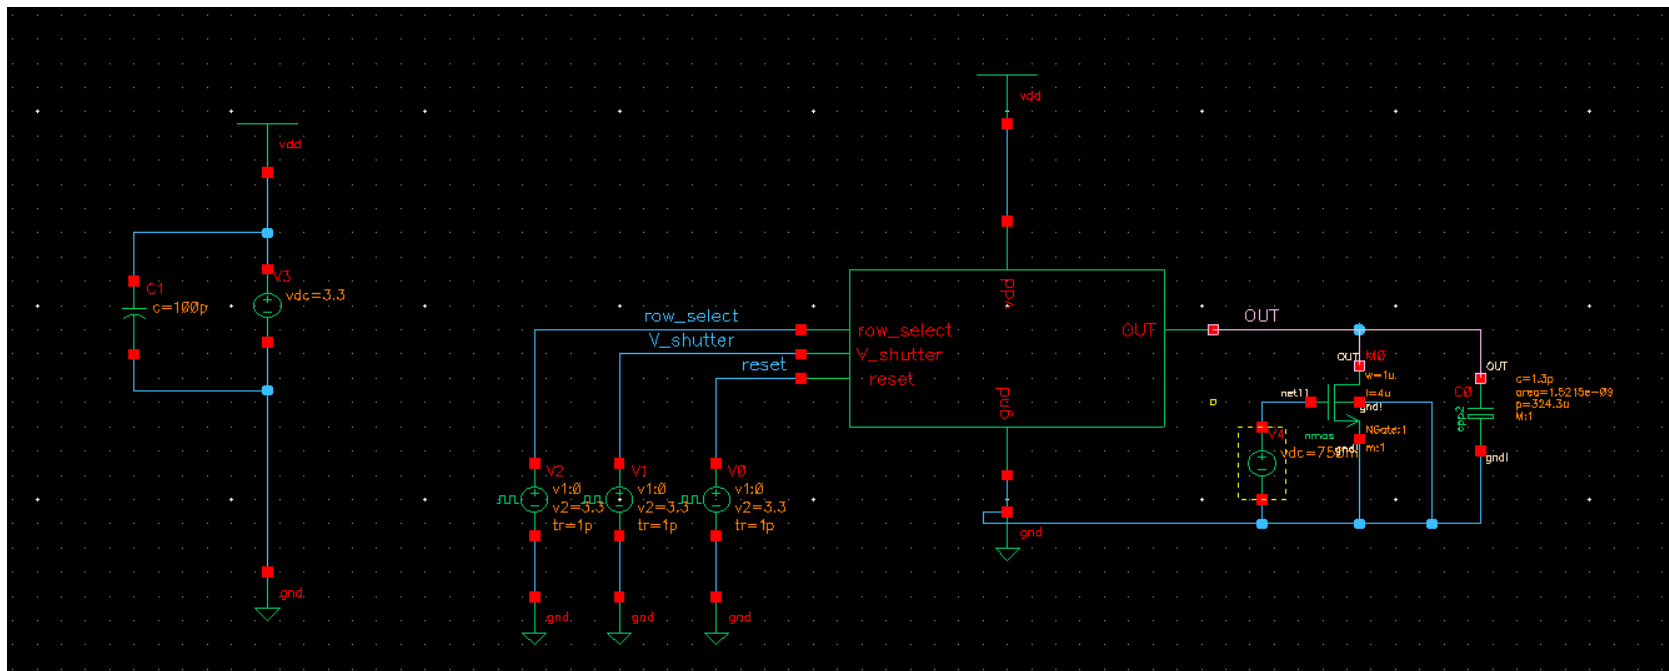 vdd
C1
c=100p
V3
vdc=3.3
gnd
row_select
V_shutter
reset
V2
v1:0
v2=3.3
tr=1p
gnd
V1
v1:0
v2=3.3
tr=1p
gnd
V0
v1:0
v2=3.3
tr=1p
gnd
vdd
vdd
row_select
V_shutter
reset
OUT
gnd
gnd
OUT
OUT
M0
w=1u
l=4u
net11
gnd!
NGate:1
nmos
gnd!
m:1
V4
vdc=750m
OUT
C0
cpp2
c=1.3p
area=1.5215e-09
p=324.3u
M:1
gnd!